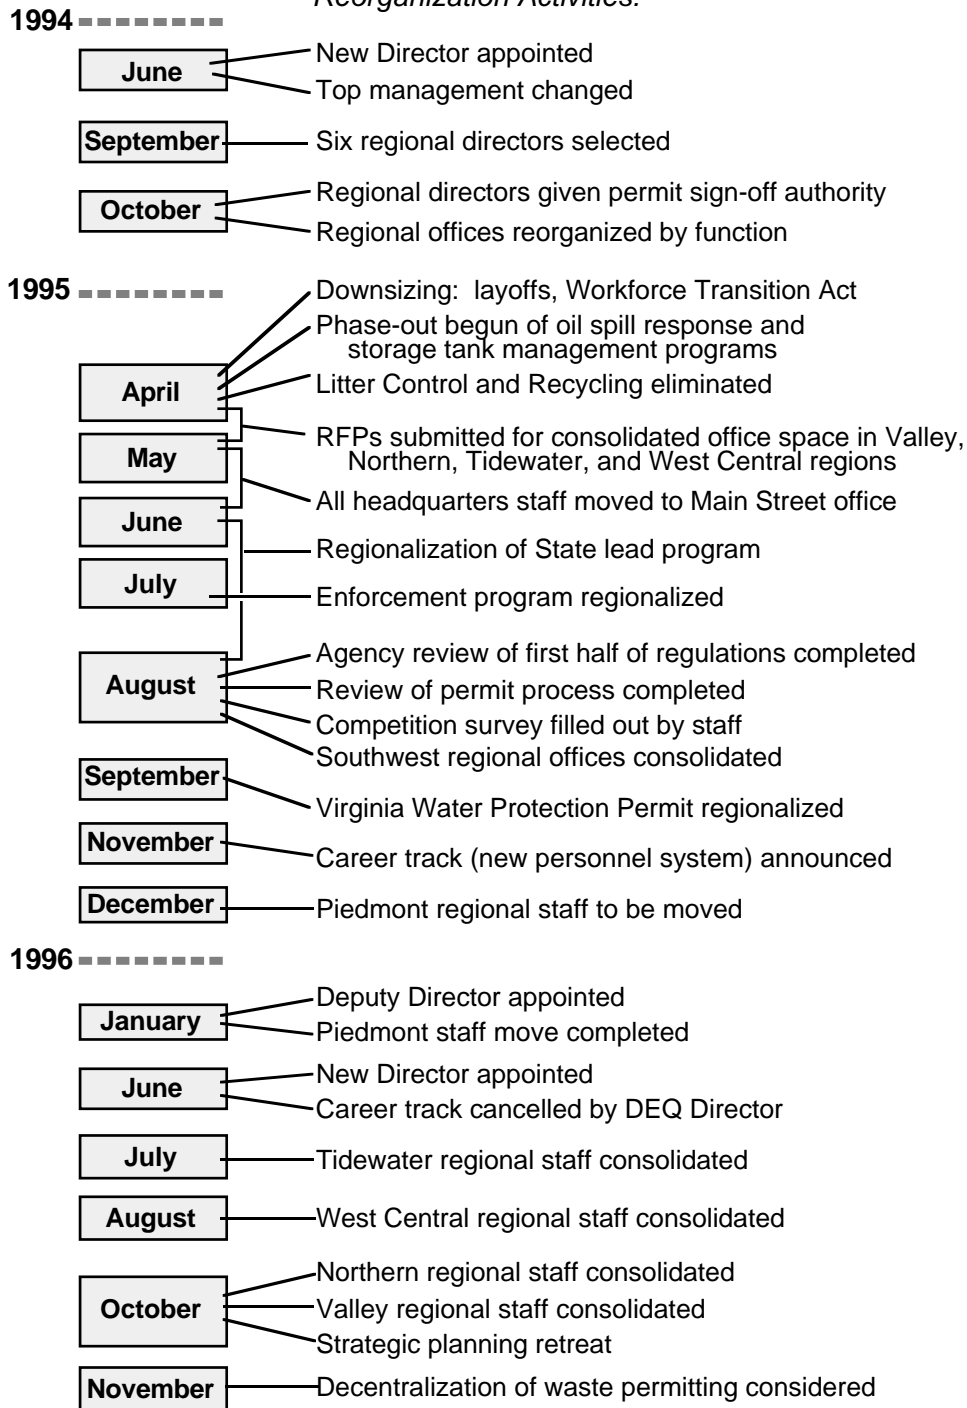 Reorganization Activities:
1994
June
New Director appointed
Top management changed
September
Six regional directors selected
October
Regional directors given permit sign-off authority
Regional offices reorganized by function
1995
Downsizing: layoffs, Workforce Transition Act
Phase-out begun of oil spill response and
storage tank management programs
April
Litter Control and Recycling eliminated
RFPs submitted for consolidated office space in Valley,
Northern, Tidewater, and West Central regions
May
All headquarters staff moved to Main Street office
June
Regionalization of State lead program
July
Enforcement program regionalized
Agency review of first half of regulations completed
August
Review of permit process completed
Competition survey filled out by staff
Southwest regional offices consolidated
September
Virginia Water Protection Permit regionalized
November
Career track (new personnel system) announced
December
Piedmont regional staff to be moved
1996
Deputy Director appointed
January
Piedmont staff move completed
New Director appointed
June
Career track cancelled by DEQ Director
July
Tidewater regional staff consolidated
August
West Central regional staff consolidated
Northern regional staff consolidated
October
Valley regional staff consolidated
Strategic planning retreat
November
Decentralization of waste permitting considered